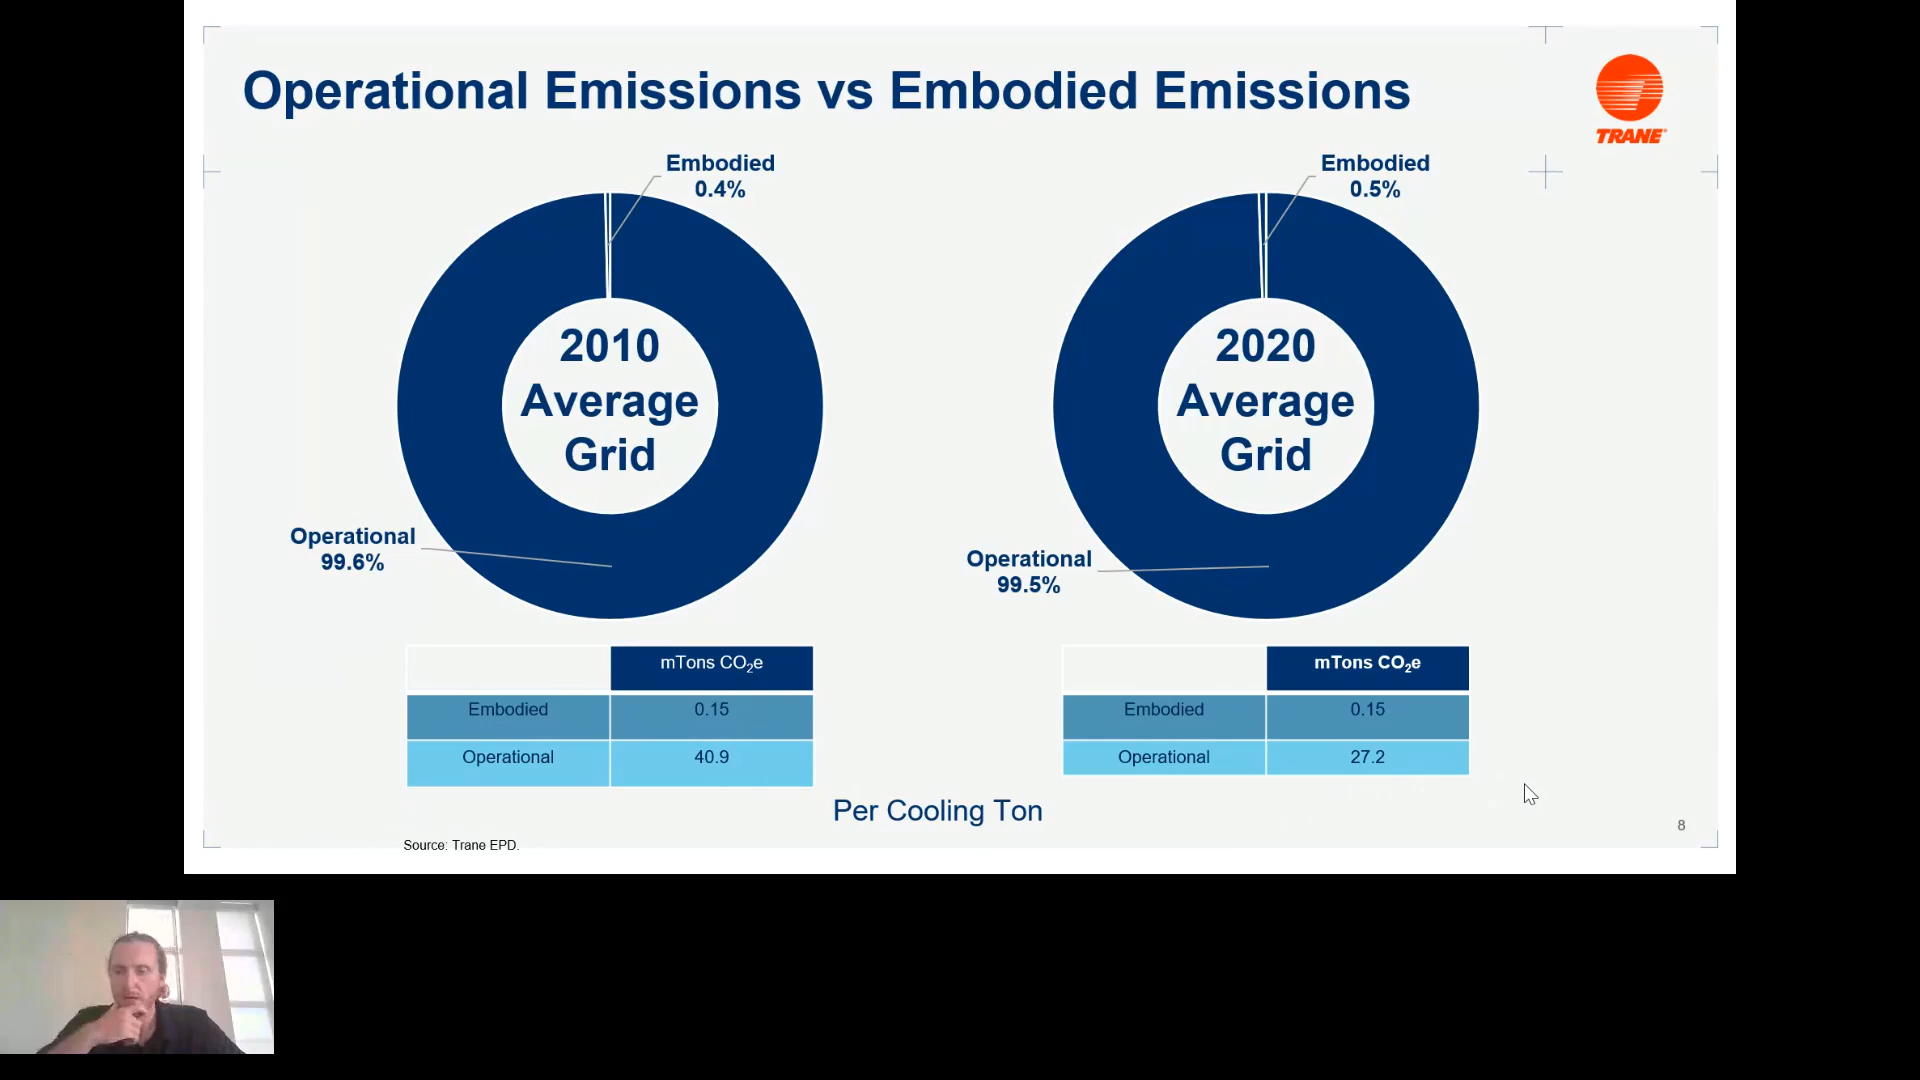 Operational Emissions vs Embodied Emissions
TRANE
Embodied
0.4%
2010
Average
Grid
Operational
99.6%
Embodied
0.5%
2020
Average
Grid
Operational
99.5%
mTons CO₂e
Embodied 0.15
Operational 40.9
mTons CO₂e
Embodied 0.15
Operational 27.2
Per Cooling Ton
Source: Trane EPD.
8